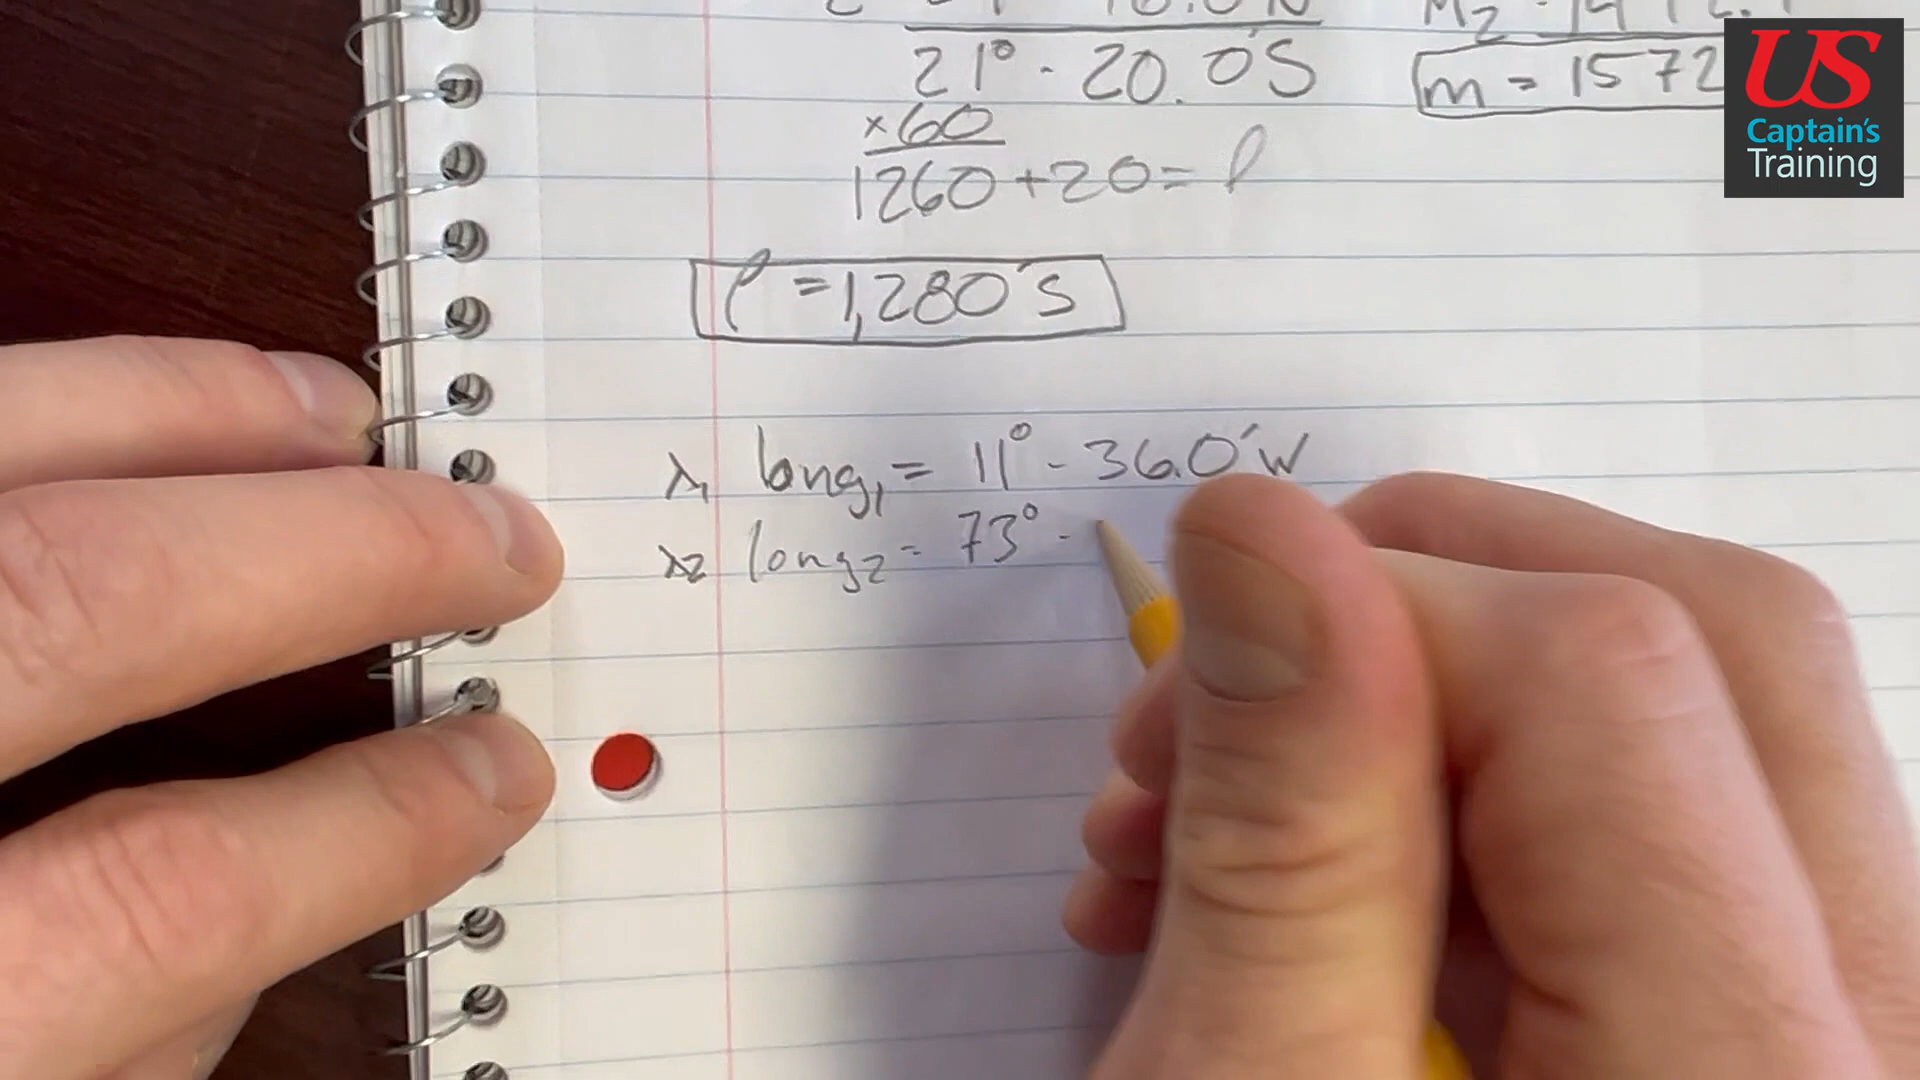 21° - 20.0'S
m = 1572
×60
1260 + 20 = l
l = 1,280'S
λ1 long1 = 11° - 36.0'W
λ2 long2 = 73° -
US
Captain's
Training